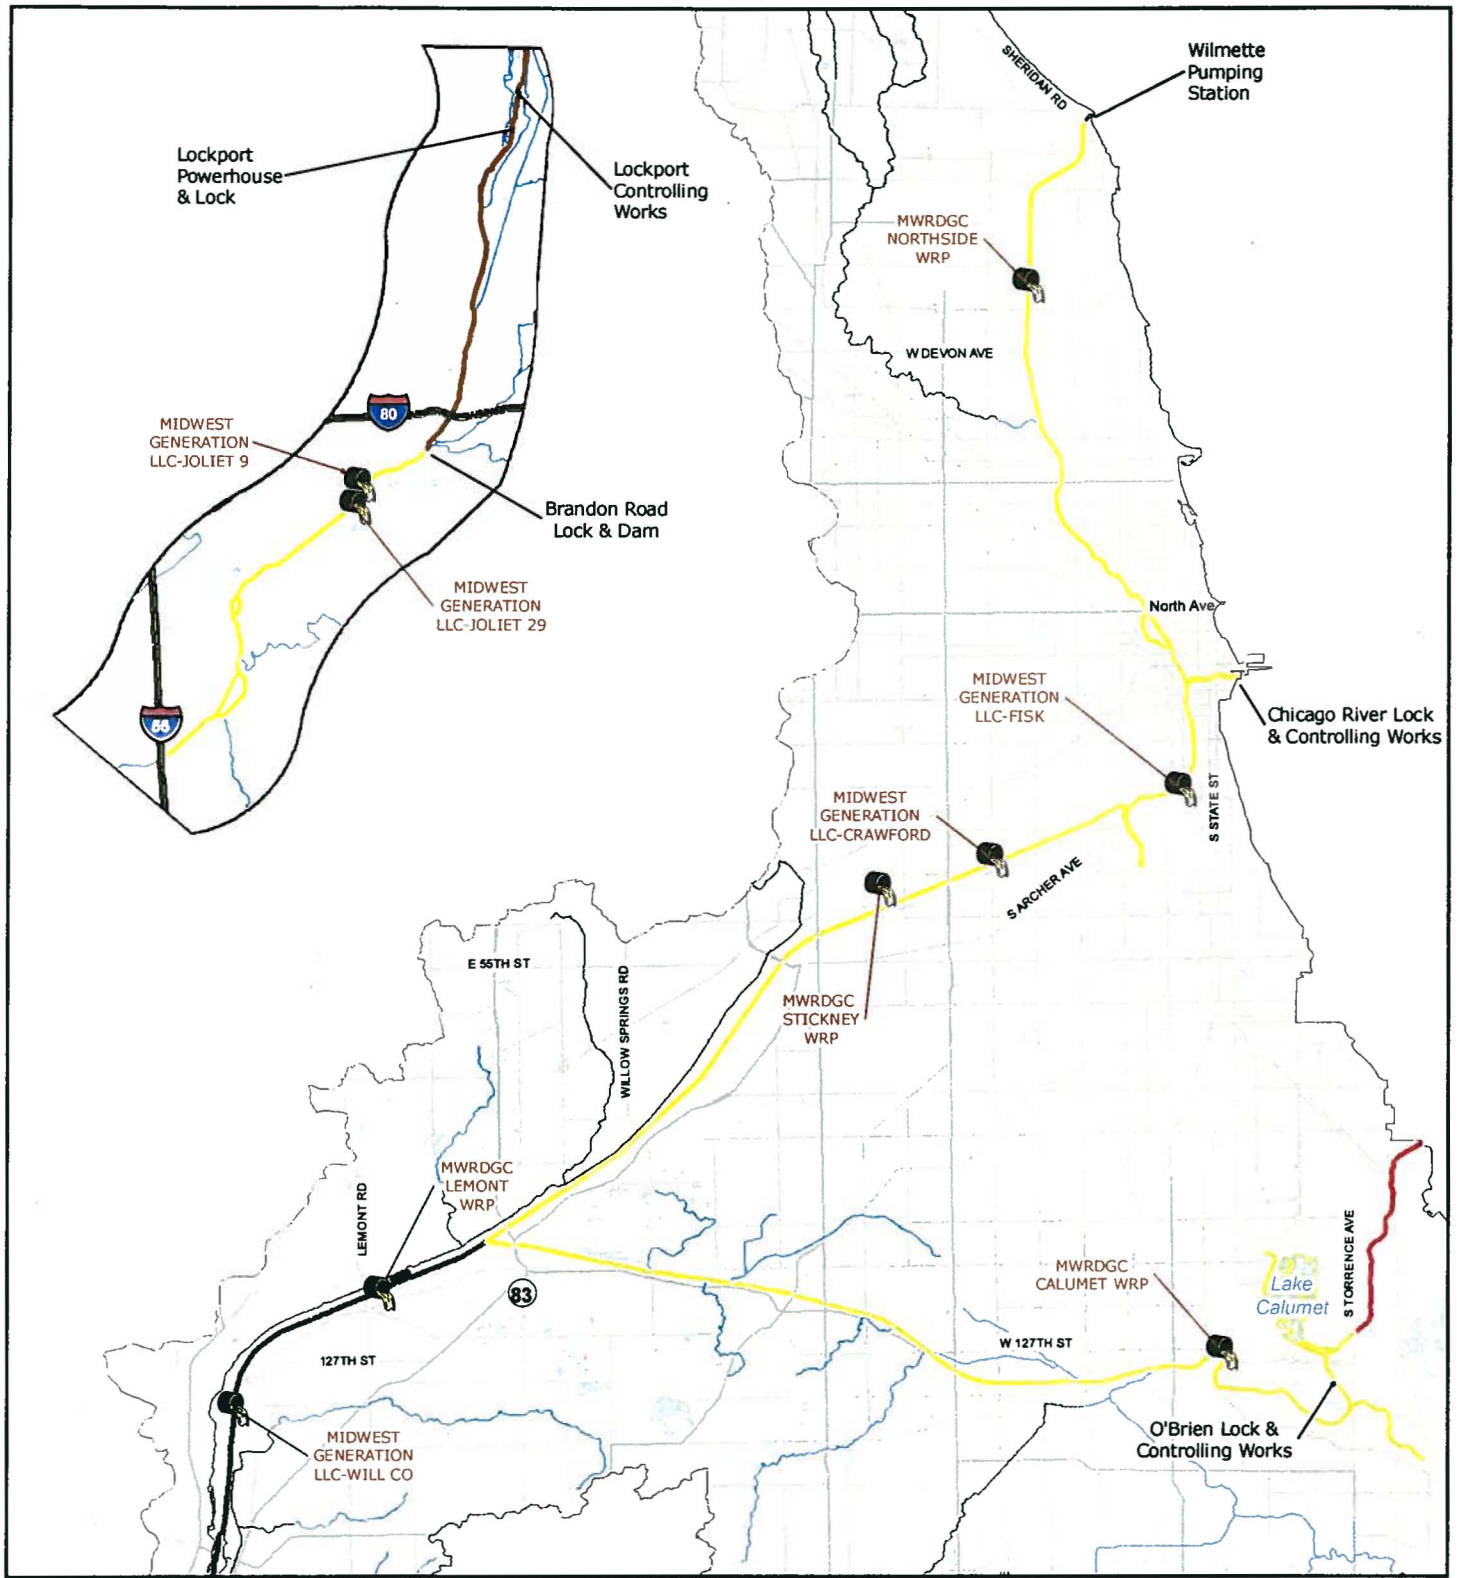 SHERIDAN RD
Wilmette
Pumping
Station
Lockport
Powerhouse
& Lock
Lockport
Controlling
Works
MWRDGC
NORTHSIDE
WRP
W DEVON AVE
80
MIDWEST
GENERATION
LLC-JOLIET 9
Brandon Road
Lock & Dam
MIDWEST
GENERATION
LLC-JOLIET 29
North Ave
55
MIDWEST
GENERATION
LLC-FISK
Chicago River Lock
& Controlling Works
S STATE ST
MIDWEST
GENERATION
LLC-CRAWFORD
S ARCHER AVE
E 55TH ST
WILLOW SPRINGS RD
MWRDGC
STICKNEY
WRP
MWRDGC
LEMONT
WRP
LEMONT RD
83
S TORRENCE AVE
MWRDGC
CALUMET WRP
Lake
Calumet
W 127TH ST
127TH ST
O'Brien Lock &
Controlling Works
MIDWEST
GENERATION
LLC-WILL CO